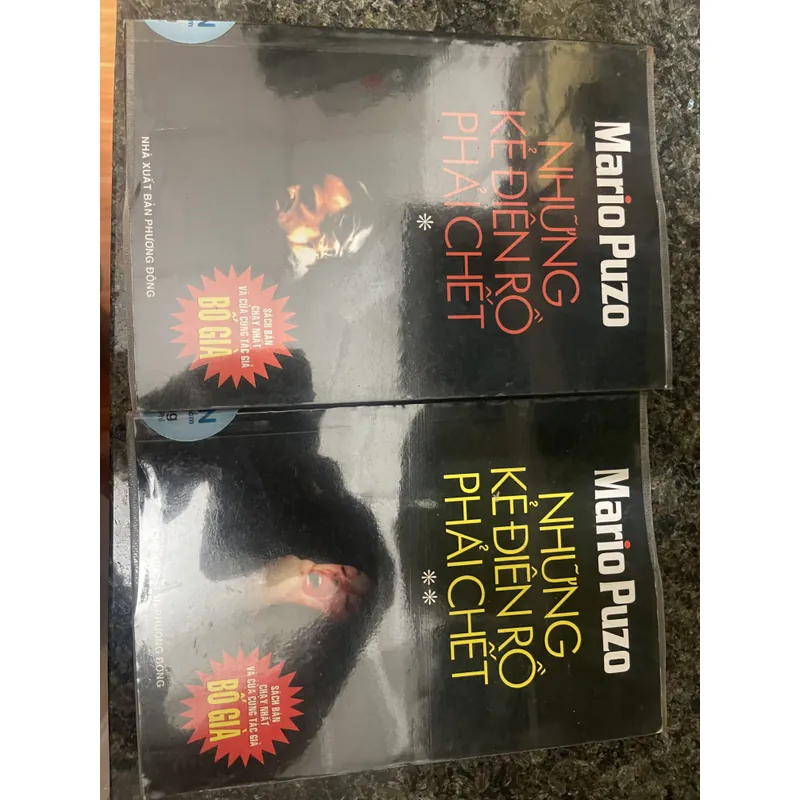 Mario Puzo
NHỮNG
KẺ ĐIÊN RỒ
PHẢI CHẾT
*
SÁCH BÁN
CHẠY NHẤT
VÀ CỦA CÙNG TÁC GIẢ
BỐ GIÀ
NHÀ XUẤT BẢN PHƯƠNG ĐÔNG
N
Mario Puzo
NHỮNG
KẺ ĐIÊN RỒ
PHẢI CHẾT
**
SÁCH BÁN
CHẠY NHẤT
VÀ CỦA CÙNG TÁC GIẢ
BỐ GIÀ
PHƯƠNG ĐÔNG
N